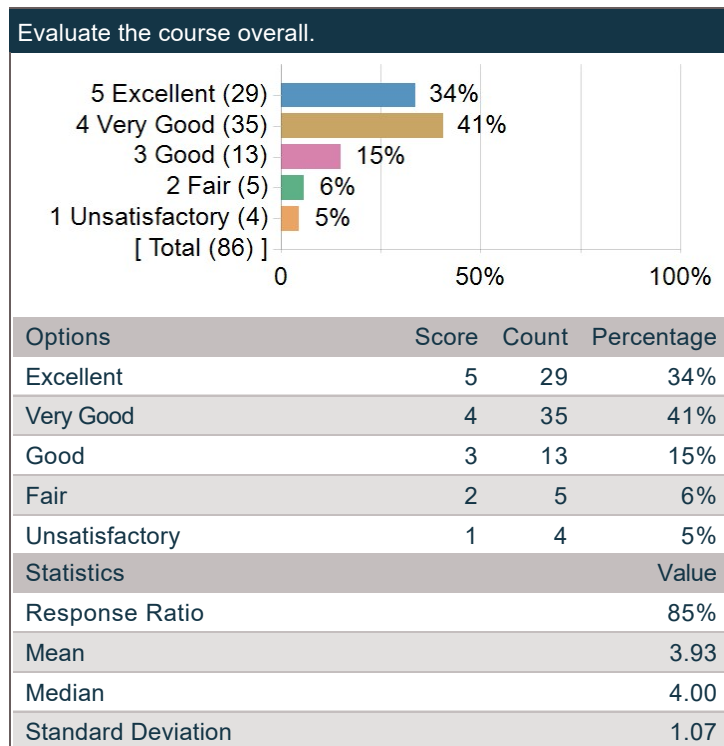 Evaluate the course overall.
5 Excellent (29) 34%
4 Very Good (35) 41%
3 Good (13) 15%
2 Fair (5) 6%
1 Unsatisfactory (4) 5%
[ Total (86) ]
0 50% 100%
Options Score Count Percentage
Excellent 5 29 34%
Very Good 4 35 41%
Good 3 13 15%
Fair 2 5 6%
Unsatisfactory 1 4 5%
Statistics Value
Response Ratio 85%
Mean 3.93
Median 4.00
Standard Deviation 1.07